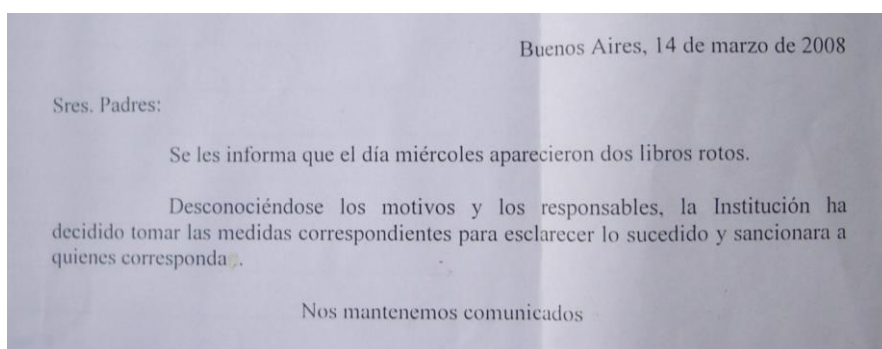 Buenos Aires, 14 de marzo de 2008
Sres. Padres:
Se les informa que el día miércoles aparecieron dos libros rotos.
Desconociéndose los motivos y los responsables, la Institución ha
decidido tomar las medidas correspondientes para esclarecer lo sucedido y sancionara a
quienes corresponda .
Nos mantenemos comunicados